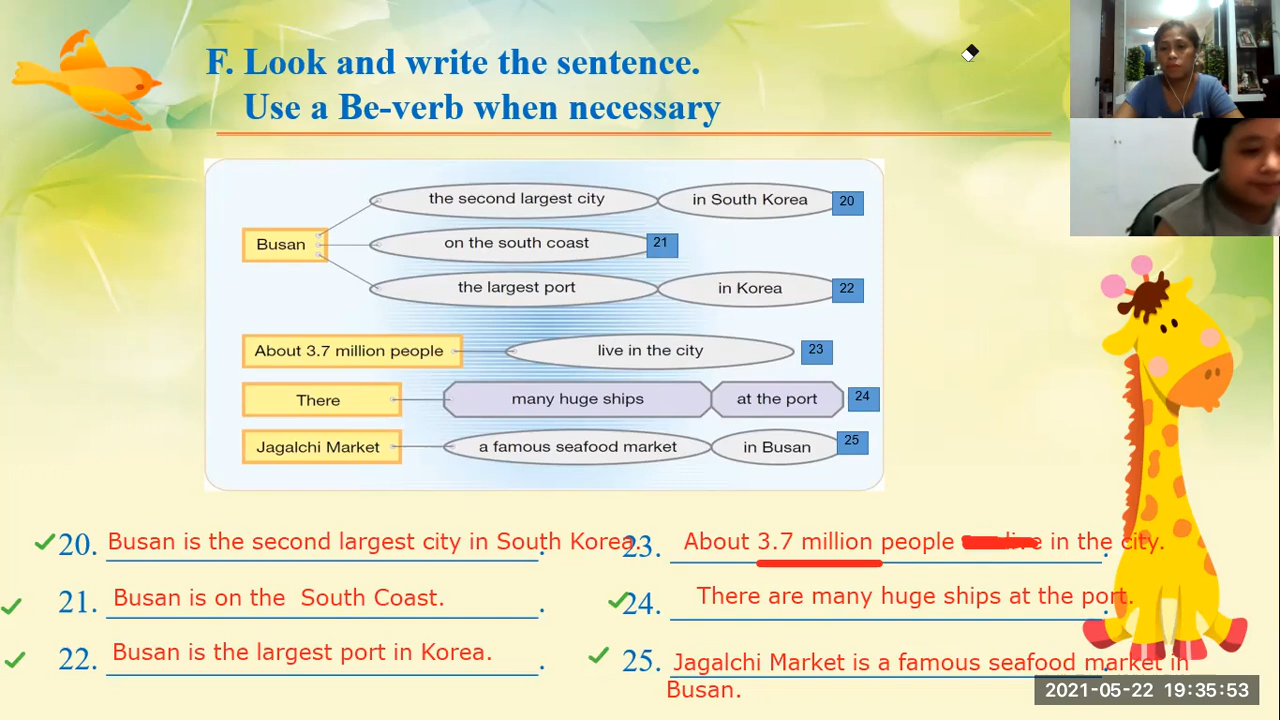 F. Look and write the sentence.
Use a Be-verb when necessary
the second largest city in South Korea 20
Busan on the south coast 21
the largest port in Korea 22
About 3.7 million people live in the city 23
There many huge ships at the port 24
Jagalchi Market a famous seafood market in Busan 25
20. Busan is the second largest city in South Korea.
21. Busan is on the South Coast.
22. Busan is the largest port in Korea.
23. About 3.7 million people in the city.
24. There are many huge ships at the port.
25. Jagalchi Market is a famous seafood market in
Busan.
2021-05-22 19:35:53